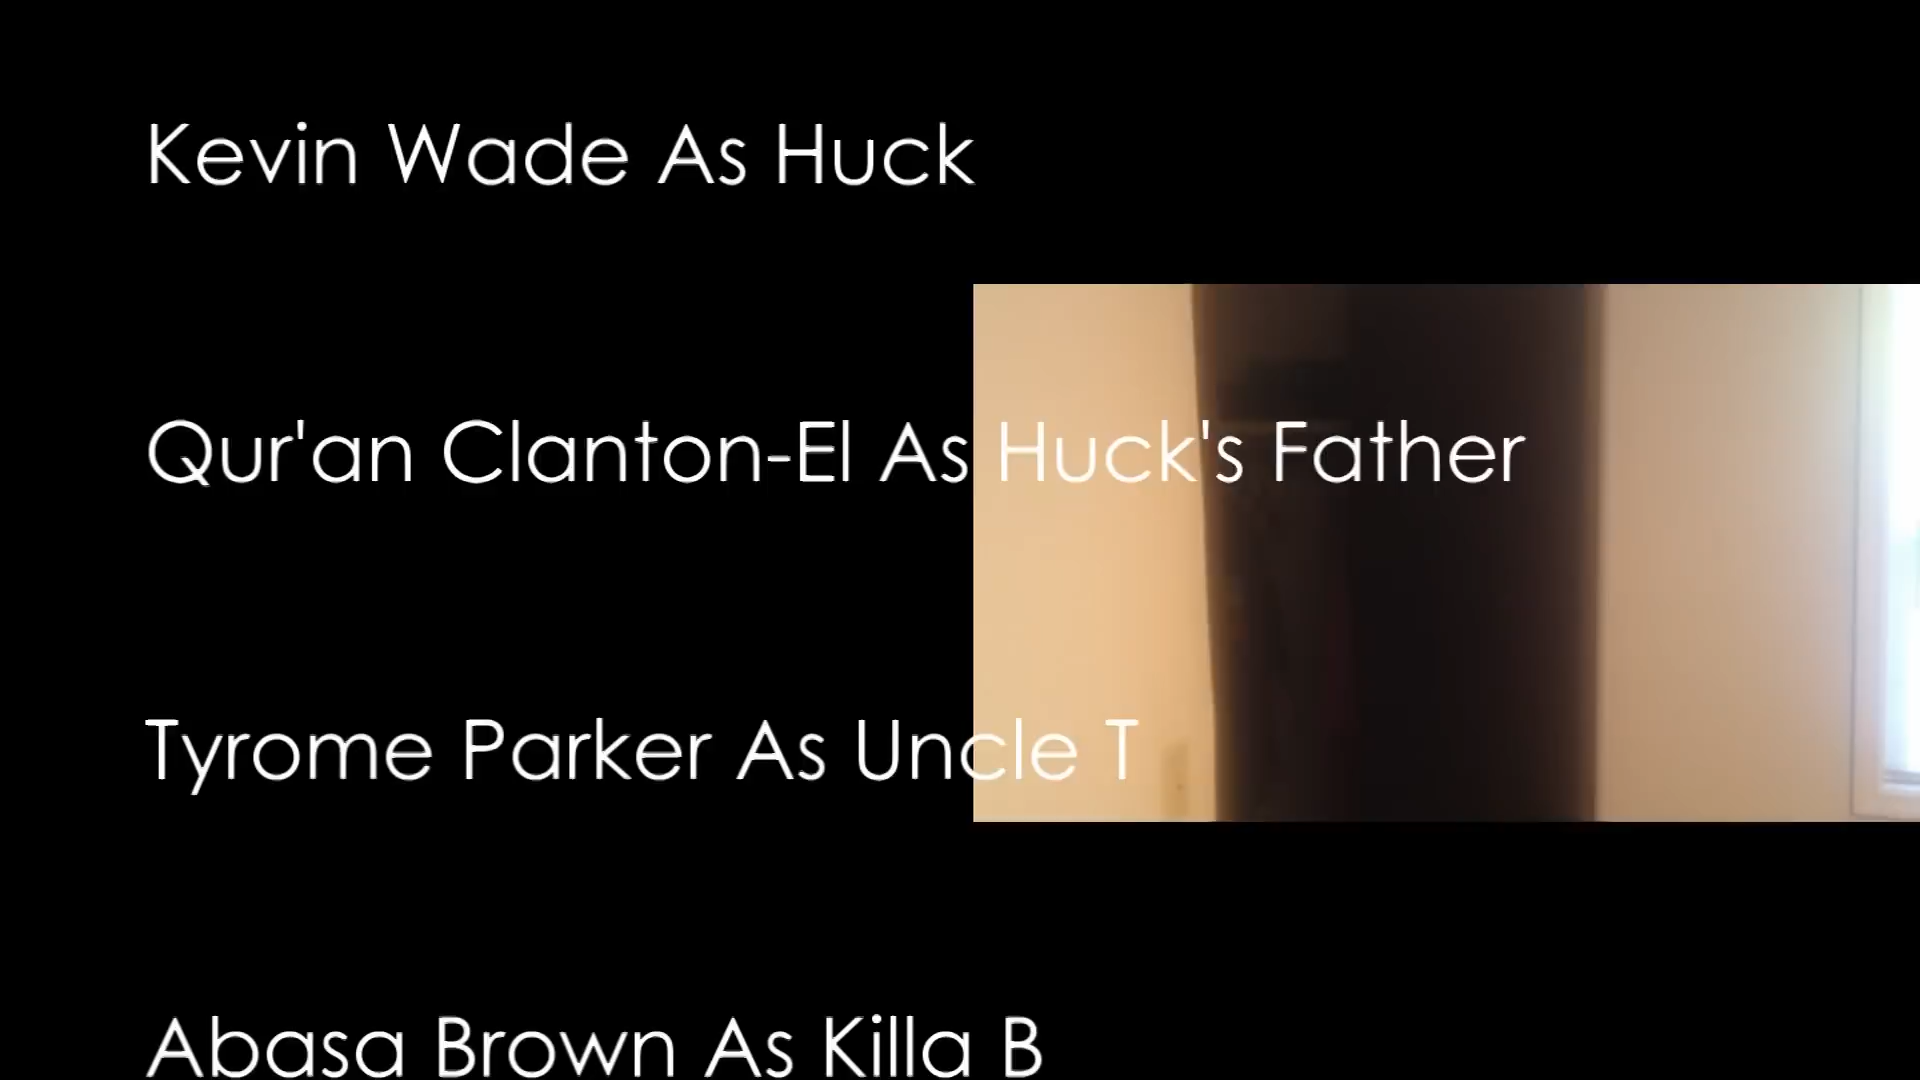 Kevin Wade As Huck
Qur'an Clanton-El As Huck's Father
Tyrome Parker As Uncle T
Abasa Brown As Killa B